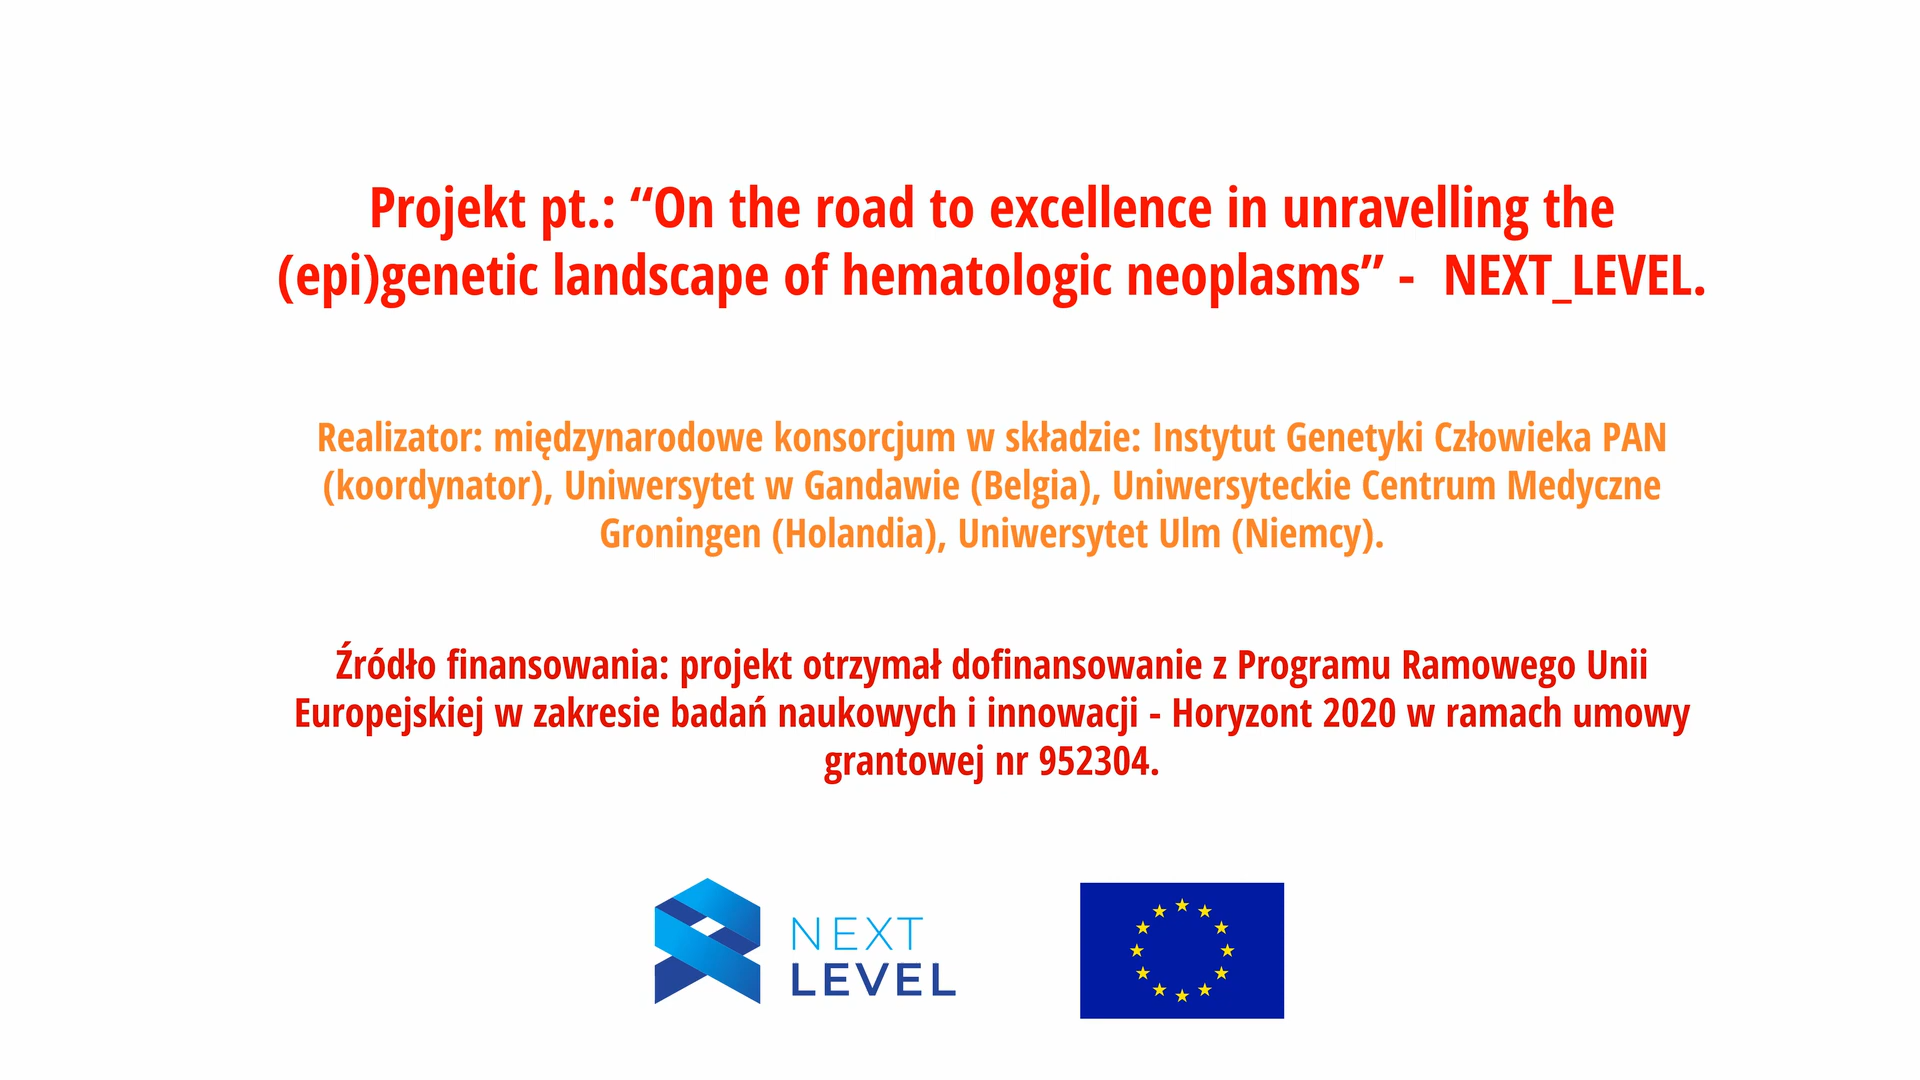 Projekt pt.: “On the road to excellence in unravelling the
(epi)genetic landscape of hematologic neoplasms” -  NEXT_LEVEL.
Realizator: międzynarodowe konsorcjum w składzie: Instytut Genetyki Człowieka PAN
(koordynator), Uniwersytet w Gandawie (Belgia), Uniwersyteckie Centrum Medyczne
Groningen (Holandia), Uniwersytet Ulm (Niemcy).
Źródło finansowania: projekt otrzymał dofinansowanie z Programu Ramowego Unii
Europejskiej w zakresie badań naukowych i innowacji - Horyzont 2020 w ramach umowy
grantowej nr 952304.
NEXT
LEVEL